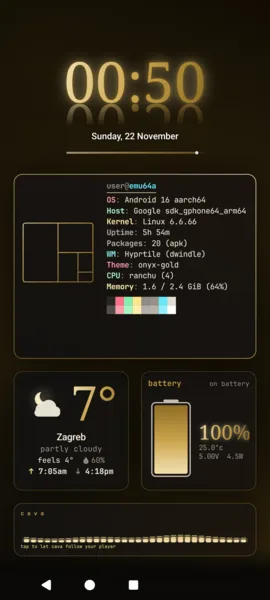 00:50
Sunday, 22 November
user@emu64a
OS: Android 16 aarch64
Host: Google sdk_gphone64_arm64
Kernel: Linux 6.6.66
Uptime: 5h 54m
Packages: 20 (apk)
WM: Hyprtile (dwindle)
Theme: onyx-gold
CPU: ranchu (4)
Memory: 1.6 / 2.4 GiB (64%)
7°
Zagreb
partly cloudy
feels 4° 60%
↑ 7:05am ↓ 4:18pm
battery on battery
100%
25.0°c
5.00V 4.5W
cava
tap to let cava follow your player